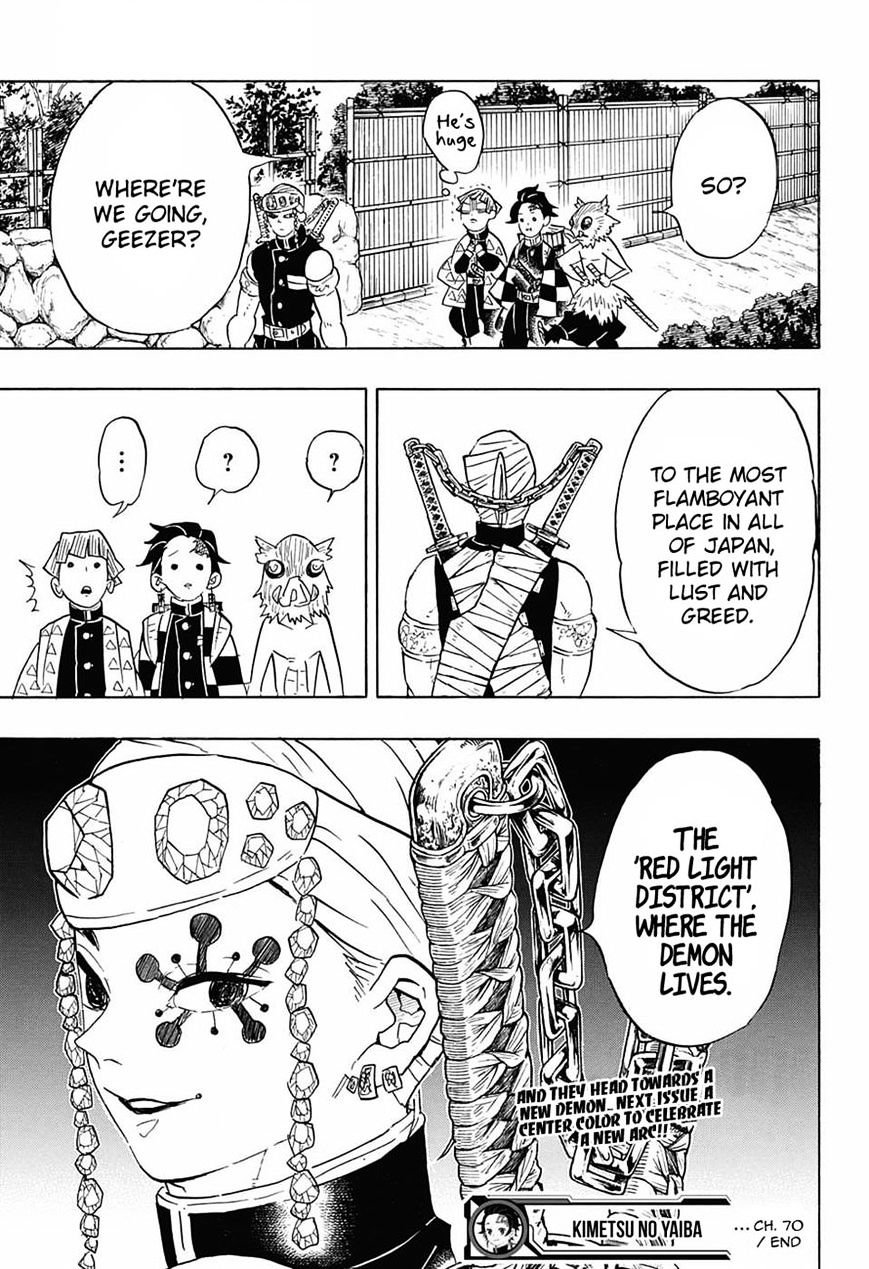 SO?
He's
huge
WHERE'RE
WE GOING,
GEEZER?
TO THE MOST
FLAMBOYANT
PLACE IN ALL
OF JAPAN,
FILLED WITH
LUST AND
GREED.
?
?
...
THE
'RED LIGHT
DISTRICT',
WHERE THE
DEMON
LIVES.
AND THEY HEAD TOWARDS A
NEW DEMON... NEXT ISSUE A
CENTER COLOR TO CELEBRATE
A NEW ARC!!
KIMETSU NO YAIBA
... CH. 70
/ END